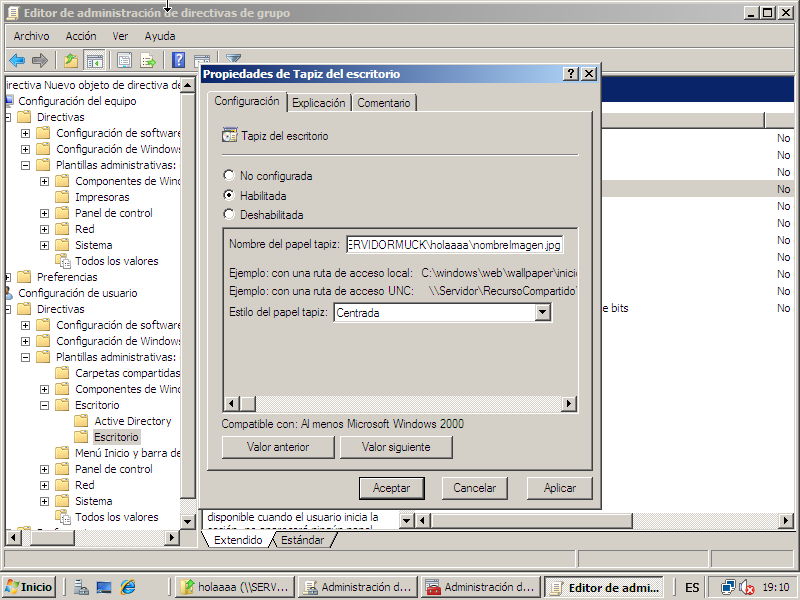 Editor de administración de directivas de grupo
Archivo Acción Ver Ayuda
Propiedades de Tapiz del escritorio
irectiva Nuevo objeto de directiva de
Configuración del equipo
Directivas
Configuración de software
Configuración de Windows
Plantillas administrativas:
Componentes de Wind
Impresoras
Panel de control
Red
Sistema
Todos los valores
Preferencias
Configuración de usuario
Directivas
Configuración de software
Configuración de Windows
Plantillas administrativas:
Carpetas compartidas
Componentes de Wind
Escritorio
Active Directory
Escritorio
Menú Inicio y barra de
Panel de control
Red
Sistema
Todos los valores
Configuración Explicación Comentario
Tapiz del escritorio
No configurada
Habilitada
Deshabilitada
Nombre del papel tapiz: ERVIDORMUCK\holaaaa\nombreImagen.jpg
Ejemplo: con una ruta de acceso local: C:\windows\web\wallpaper\inicio
Ejemplo: con una ruta de acceso UNC: \\Servidor\RecursoCompartido\
Estilo del papel tapiz: Centrada
Compatible con: Al menos Microsoft Windows 2000
Valor anterior Valor siguiente
Aceptar Cancelar Aplicar
No
No
No
No
No
No
No
No
No
No
e bits No
disponible cuando el usuario inicia la
Extendido Estándar
Inicio holaaaa (\\SERV... Administración d... Administración d... Editor de admi... ES 19:10